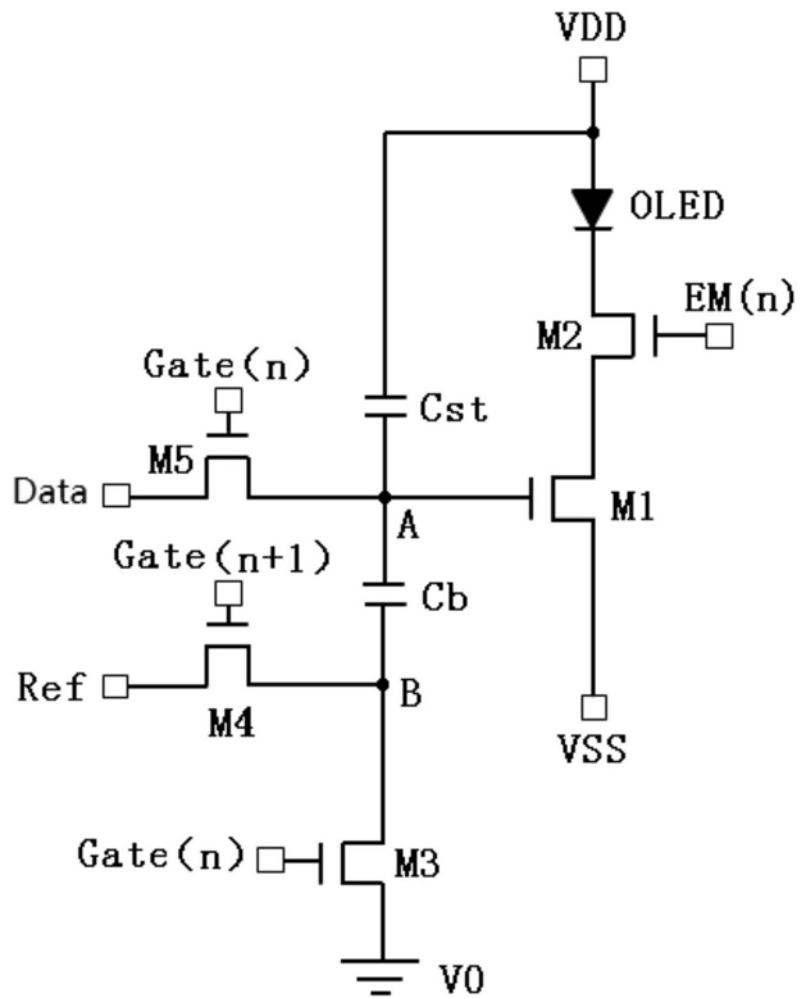 VDD
OLED
EM(n)
M2
Gate(n)
Cst
M5
Data
M1
A
Gate(n+1)
Cb
Ref
B
M4
VSS
Gate(n)
M3
V0